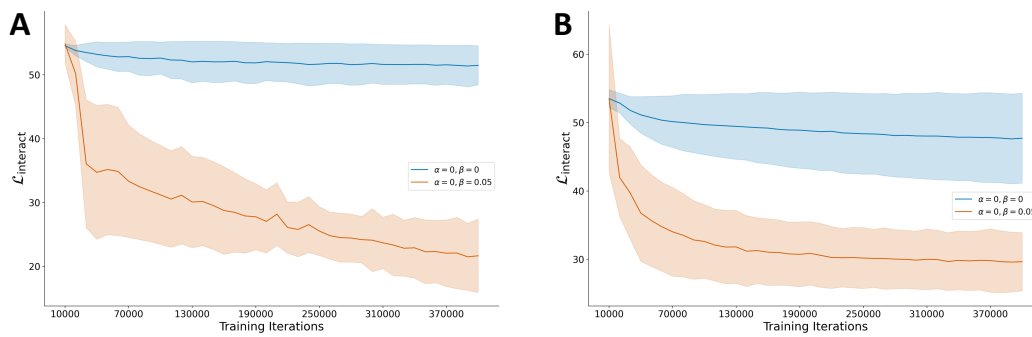 A
50
40
30
20
ℒinteract
α = 0, β = 0
α = 0, β = 0.05
10000 70000 130000 190000 250000 310000 370000
Training Iterations
B
60
50
40
30
ℒinteract
α = 0, β = 0
α = 0, β = 0.05
10000 70000 130000 190000 250000 310000 370000
Training Iterations